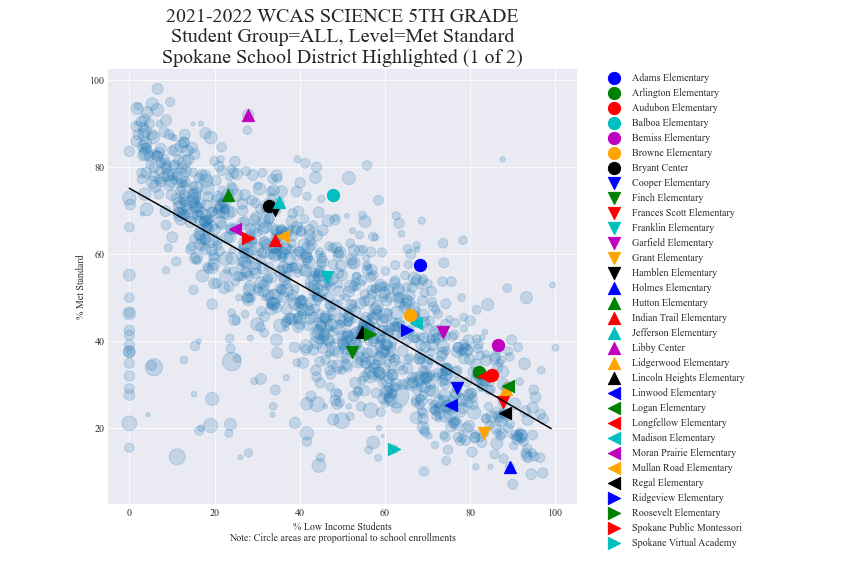 2021-2022 WCAS SCIENCE 5TH GRADE
Student Group=ALL, Level=Met Standard
Spokane School District Highlighted (1 of 2)
% Met Standard
100
80
60
40
20
0
20
40
60
80
100
% Low Income Students
Note: Circle areas are proportional to school enrollments
Adams Elementary
Arlington Elementary
Audubon Elementary
Balboa Elementary
Bemiss Elementary
Browne Elementary
Bryant Center
Cooper Elementary
Finch Elementary
Frances Scott Elementary
Franklin Elementary
Garfield Elementary
Grant Elementary
Hamblen Elementary
Holmes Elementary
Hutton Elementary
Indian Trail Elementary
Jefferson Elementary
Libby Center
Lidgerwood Elementary
Lincoln Heights Elementary
Linwood Elementary
Logan Elementary
Longfellow Elementary
Madison Elementary
Moran Prairie Elementary
Mullan Road Elementary
Regal Elementary
Ridgeview Elementary
Roosevelt Elementary
Spokane Public Montessori
Spokane Virtual Academy